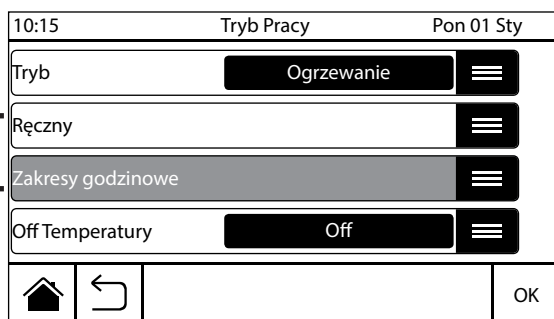 10:15 Tryb Pracy Pon 01 Sty
Tryb Ogrzewanie
Ręczny
Zakresy godzinowe
Off Temperatury Off
OK